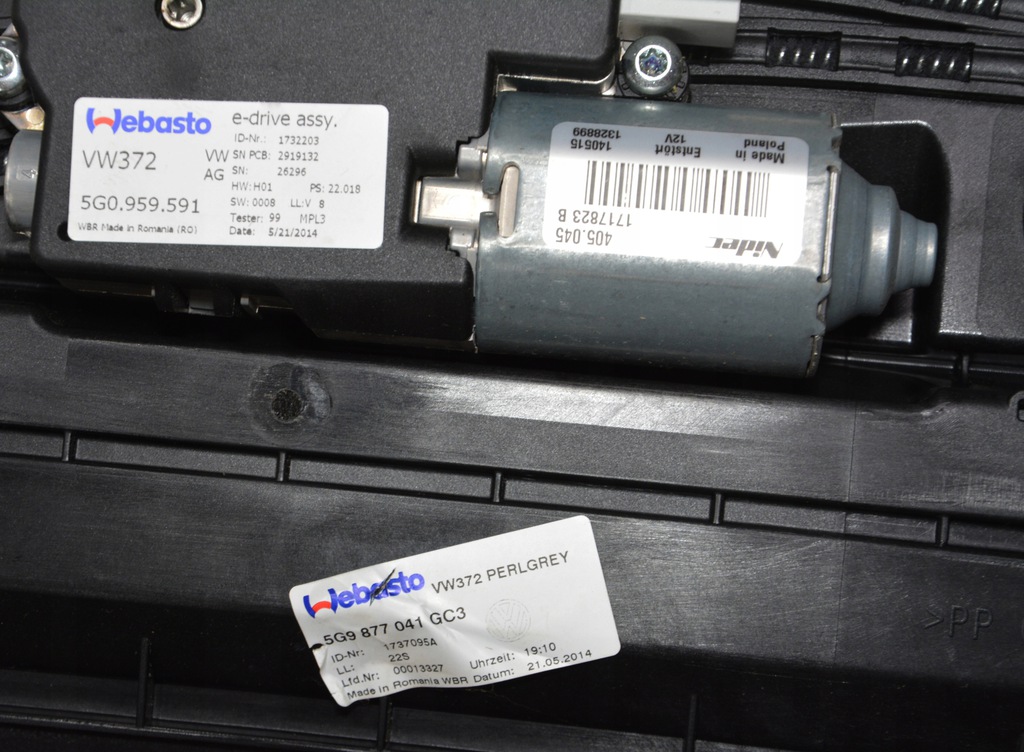 Webasto e-drive assy.
VW372 VW AG
5G0.959.591
WBR Made in Romania (RO)
ID-Nr.: 1732203
SN PCB: 2919132
SN: 26296
HW: H01 PS: 22.018
SW: 0008 LL:V 8
Tester: 99 MPL3
Date: 5/21/2014
Nidec
405.045
1717823 B
Made in Poland
Entstört 12V
140515
1328899
Webasto VW372 PERLGREY
5G9 877 041 GC3
ID-Nr: 1737095A
LL: 22S Uhrzeit: 19:10
Lfd.Nr: 00013327
Made in Romania WBR Datum: 21.05.2014
>PP<